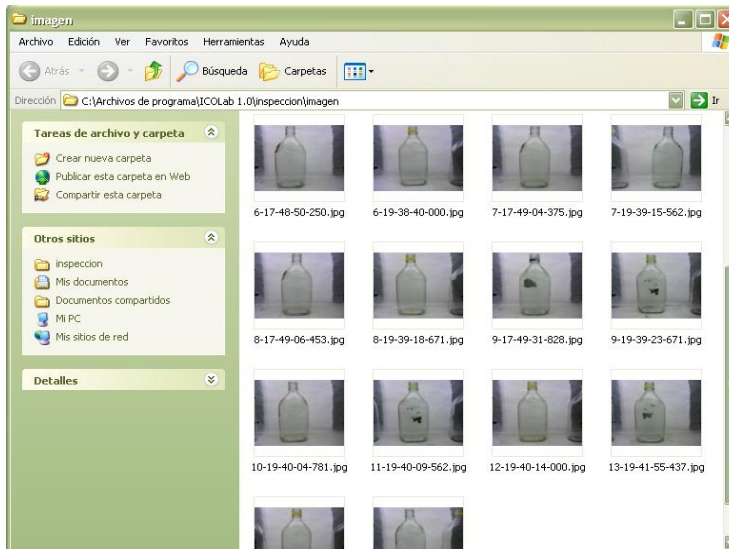 imagen
Archivo Edición Ver Favoritos Herramientas Ayuda
Atrás Búsqueda Carpetas
Dirección C:\Archivos de programa\ICOLab 1.0\inspeccion\imagen Ir
Tareas de archivo y carpeta
Crear nueva carpeta
Publicar esta carpeta en Web
Compartir esta carpeta
Otros sitios
inspeccion
Mis documentos
Documentos compartidos
Mi PC
Mis sitios de red
Detalles
6-17-48-50-250.jpg 6-19-38-40-000.jpg 7-17-49-04-375.jpg 7-19-39-15-562.jpg
8-17-49-06-453.jpg 8-19-39-18-671.jpg 9-17-49-31-828.jpg 9-19-39-23-671.jpg
10-19-40-04-781.jpg 11-19-40-09-562.jpg 12-19-40-14-000.jpg 13-19-41-55-437.jpg